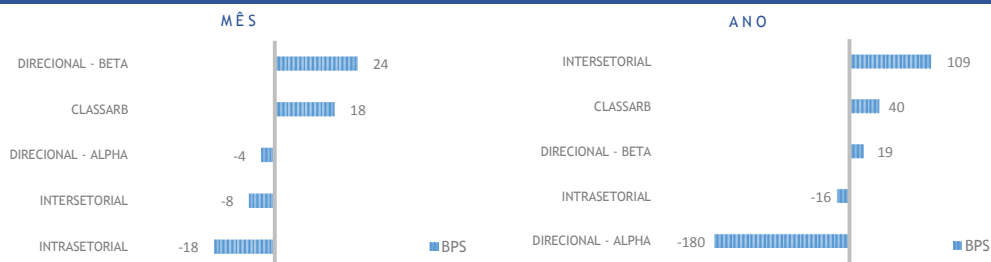 MÊS
DIRECIONAL - BETA 24
CLASSARB 18
DIRECIONAL - ALPHA -4
INTERSETORIAL -8
INTRASETORIAL -18
BPS
ANO
INTERSETORIAL 109
CLASSARB 40
DIRECIONAL - BETA 19
INTRASETORIAL -16
DIRECIONAL - ALPHA -180
BPS